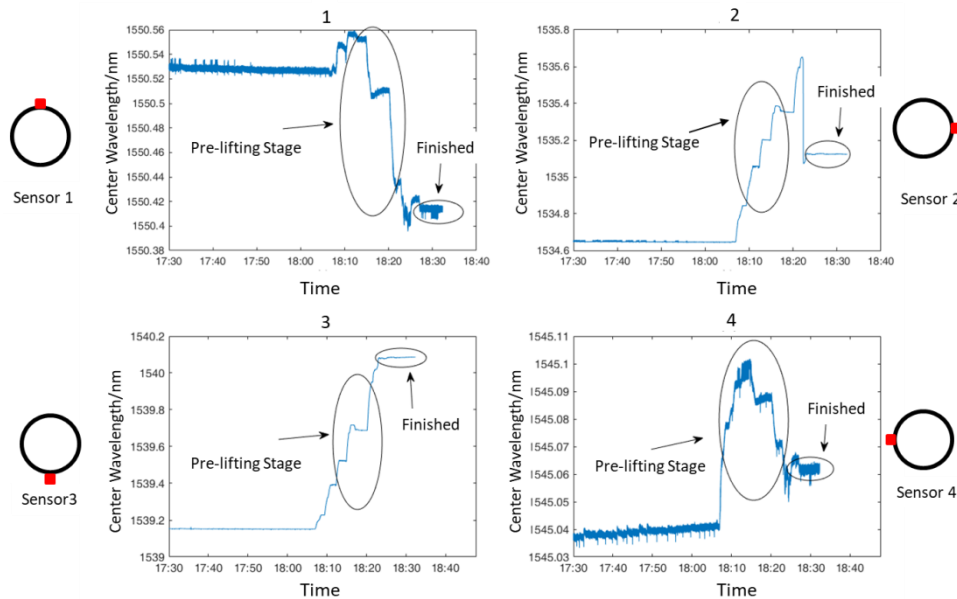 1
1550.56
1550.54
1550.52
1550.5
1550.48
1550.46
1550.44
1550.42
1550.4
1550.38
Center Wavelength/nm
Pre-lifting Stage
Finished
17:30 17:40 17:50 18:00 18:10 18:20 18:30 18:40
Time
Sensor 1
2
1535.8
1535.6
1535.4
1535.2
1535
1534.8
1534.6
Center Wavelength/nm
Pre-lifting Stage
Finished
17:30 17:40 17:50 18:00 18:10 18:20 18:30 18:40
Time
Sensor 2
3
1540.2
1540
1539.8
1539.6
1539.4
1539.2
1539
Center Wavelength/nm
Pre-lifting Stage
Finished
17:30 17:40 17:50 18:00 18:10 18:20 18:30 18:40
Time
Sensor3
4
1545.11
1545.1
1545.09
1545.08
1545.07
1545.06
1545.05
1545.04
1545.03
Center Wavelength/nm
Pre-lifting Stage
Finished
17:30 17:40 17:50 18:00 18:10 18:20 18:30 18:40
Time
Sensor 4